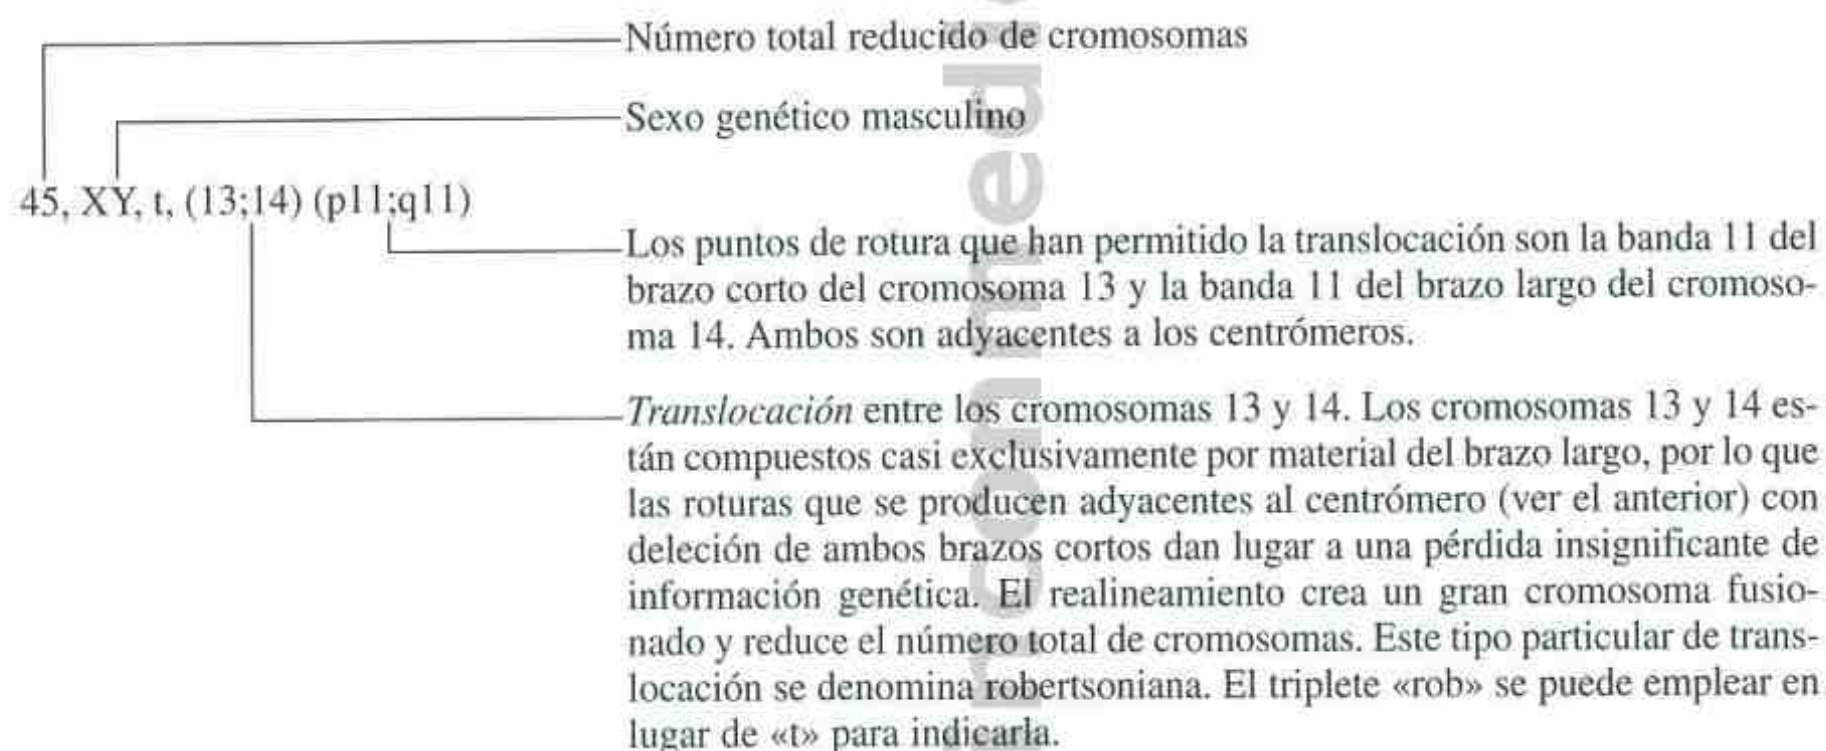 Número total reducido de cromosomas
Sexo genético masculino
45, XY, t, (13;14) (p11;q11)
Los puntos de rotura que han permitido la translocación son la banda 11 del
brazo corto del cromosoma 13 y la banda 11 del brazo largo del cromoso-
ma 14. Ambos son adyacentes a los centrómeros.
Translocación entre los cromosomas 13 y 14. Los cromosomas 13 y 14 es-
tán compuestos casi exclusivamente por material del brazo largo, por lo que
las roturas que se producen adyacentes al centrómero (ver el anterior) con
deleción de ambos brazos cortos dan lugar a una pérdida insignificante de
información genética. El realineamiento crea un gran cromosoma fusio-
nado y reduce el número total de cromosomas. Este tipo particular de trans-
locación se denomina robertsoniana. El triplete «rob» se puede emplear en
lugar de «t» para indicarla.